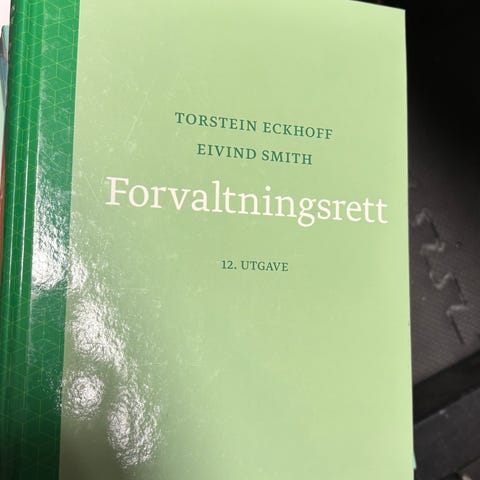 TORSTEIN ECKHOFF
EIVIND SMITH
Forvaltningsrett
12. UTGAVE